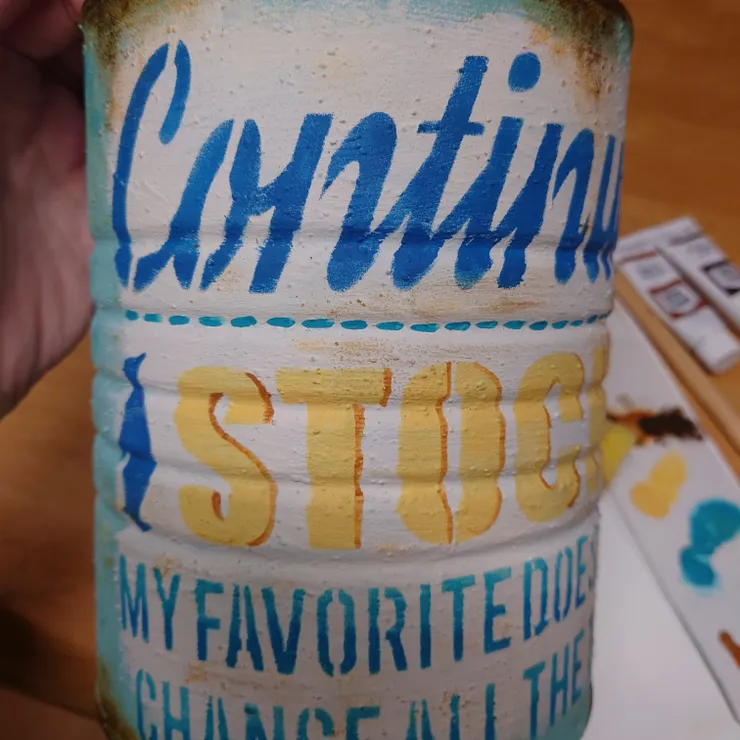 Continu
STOC
MY FAVORITE DOES
CHANGE ALL THE